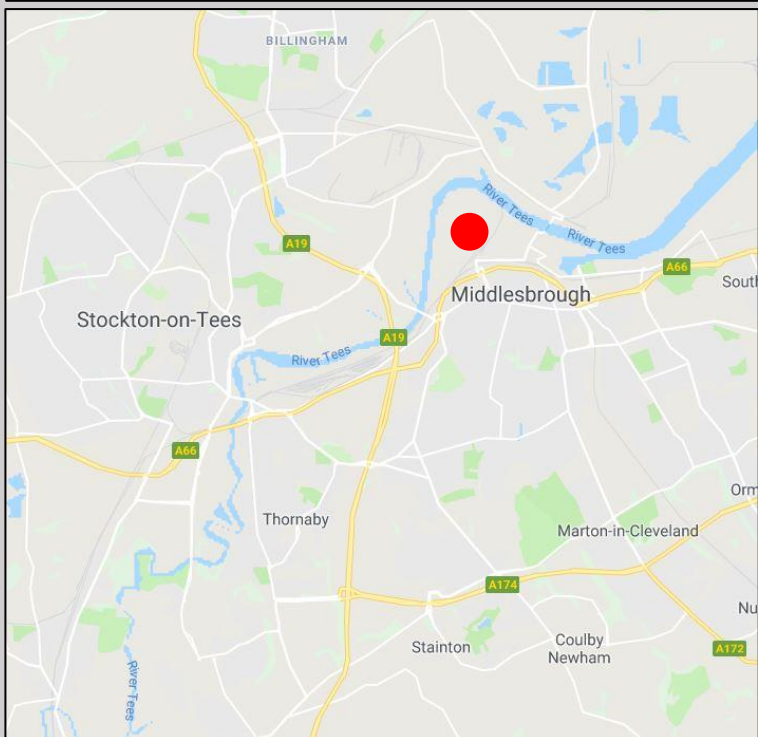 BILLINGHAM
River Tees
River Tees
A19
A66
South
Middlesbrough
Stockton-on-Tees
A19
River Tees
A66
Orm
Thornaby
Marton-in-Cleveland
A174
Nu
Stainton
Coulby
Newham
A172
River Tees